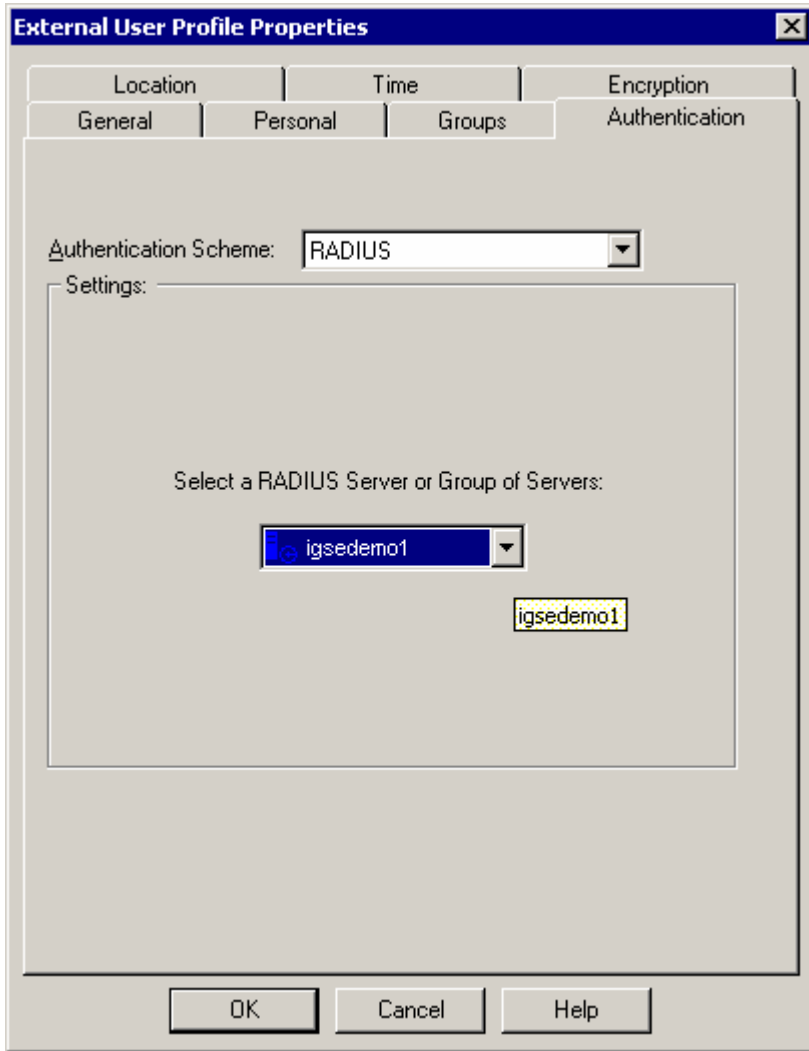 External User Profile Properties
Location Time Encryption
General Personal Groups Authentication
Authentication Scheme: RADIUS
Settings:
Select a RADIUS Server or Group of Servers:
igsedemo1
igsedemo1
OK Cancel Help